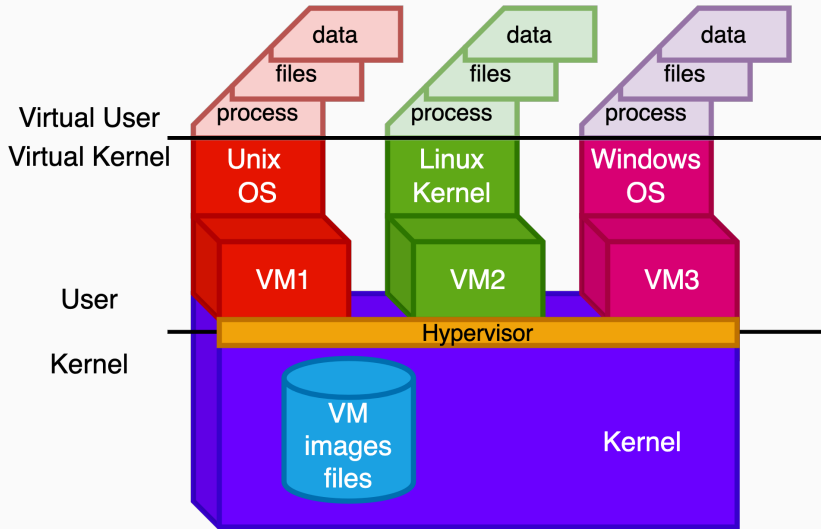 data
data
data
files
files
files
process
process
process
Virtual User
Virtual Kernel
Unix
OS
Linux
Kernel
Windows
OS
VM1
VM2
VM3
User
Hypervisor
Kernel
VM
images
files
Kernel